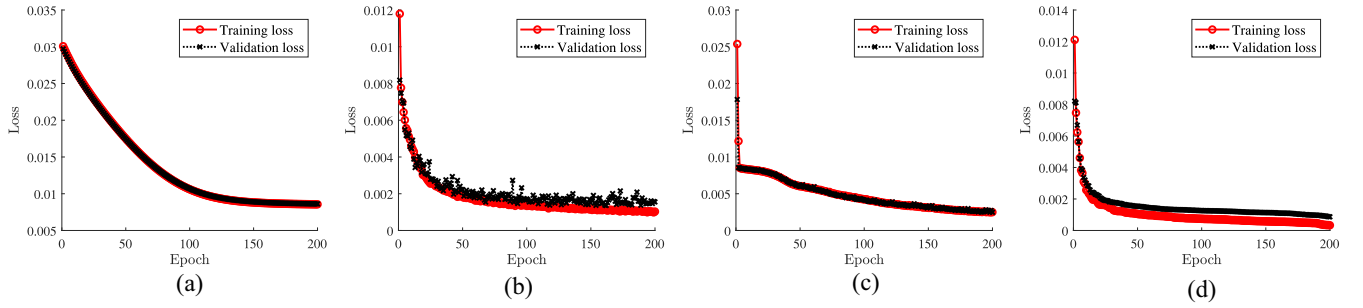 0.035
0.03
0.025
0.02
0.015
0.01
0.005
Loss
0 50 100 150 200
Epoch
Training loss
Validation loss
(a)
0.012
0.01
0.008
0.006
0.004
0.002
0
Loss
0 50 100 150 200
Epoch
Training loss
Validation loss
(b)
0.03
0.025
0.02
0.015
0.01
0.005
0
Loss
0 50 100 150 200
Epoch
Training loss
Validation loss
(c)
0.014
0.012
0.01
0.008
0.006
0.004
0.002
0
Loss
0 50 100 150 200
Epoch
Training loss
Validation loss
(d)